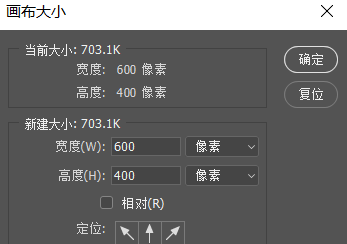 画布大小
当前大小: 703.1K
宽度: 600 像素
高度: 400 像素
确定
复位
新建大小: 703.1K
宽度(W): 600 像素
高度(H): 400 像素
相对(R)
定位: